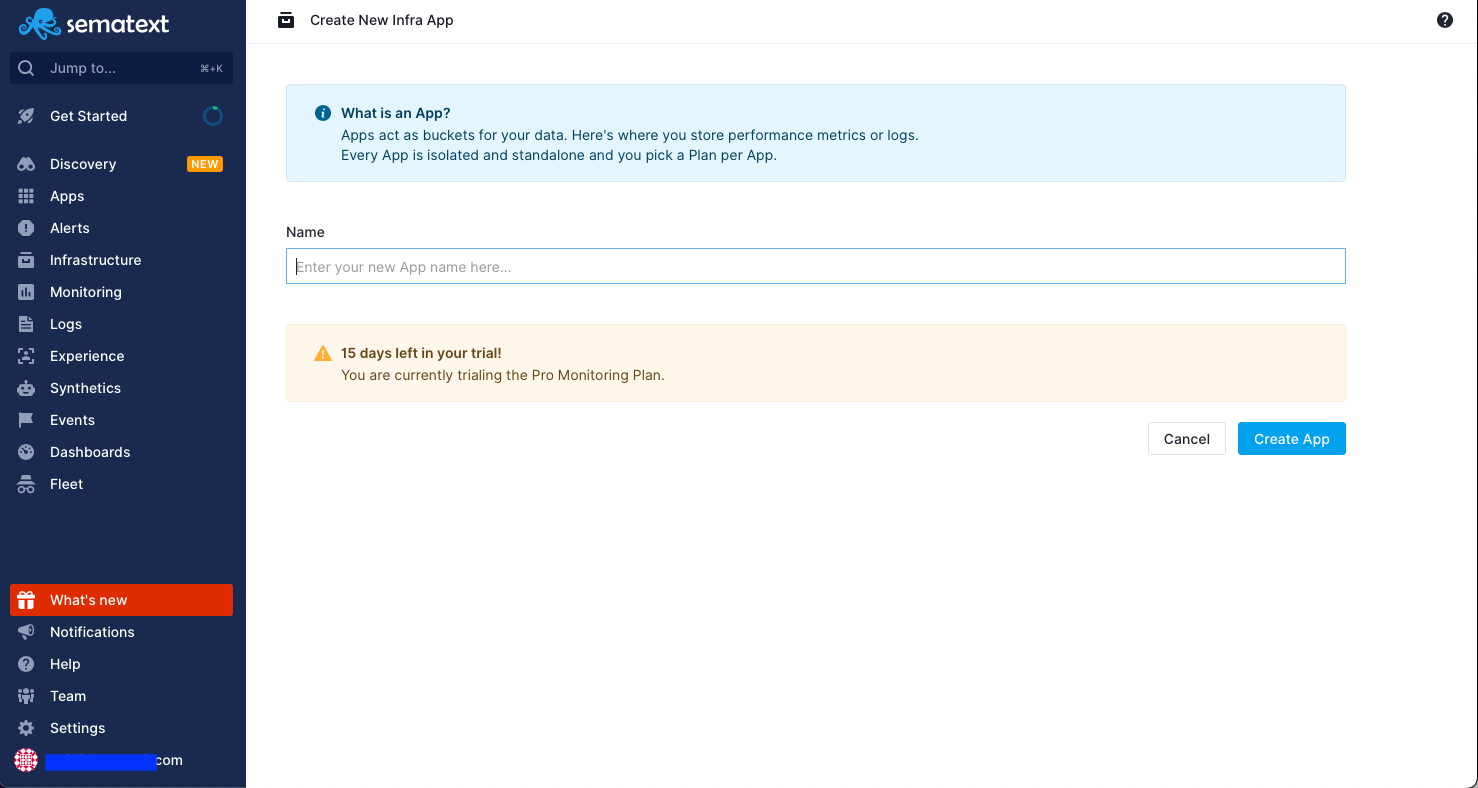 sematext
Jump to... ⌘+K
Get Started
Discovery NEW
Apps
Alerts
Infrastructure
Monitoring
Logs
Experience
Synthetics
Events
Dashboards
Fleet
What's new
Notifications
Help
Team
Settings
com
Create New Infra App
What is an App?
Apps act as buckets for your data. Here's where you store performance metrics or logs.
Every App is isolated and standalone and you pick a Plan per App.
Name
Enter your new App name here...
15 days left in your trial!
You are currently trialing the Pro Monitoring Plan.
Cancel Create App